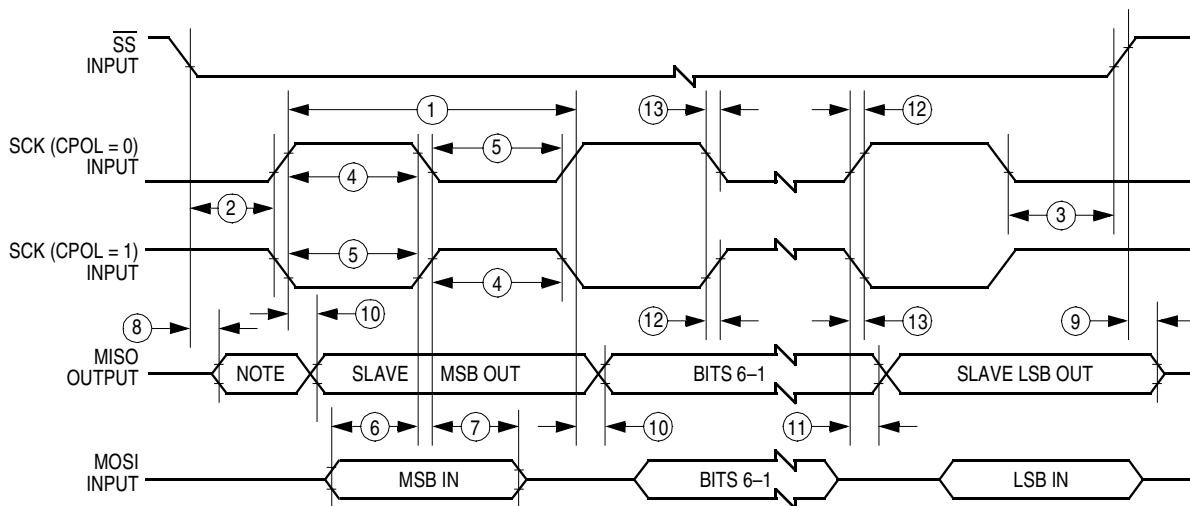 SS
INPUT
1
13
12
SCK (CPOL = 0)
INPUT
5
4
2
3
SCK (CPOL = 1)
INPUT
5
4
8
10
12
13
9
MISO
OUTPUT
NOTE
SLAVE
MSB OUT
BITS 6–1
SLAVE LSB OUT
6
7
10
11
MOSI
INPUT
MSB IN
BITS 6–1
LSB IN